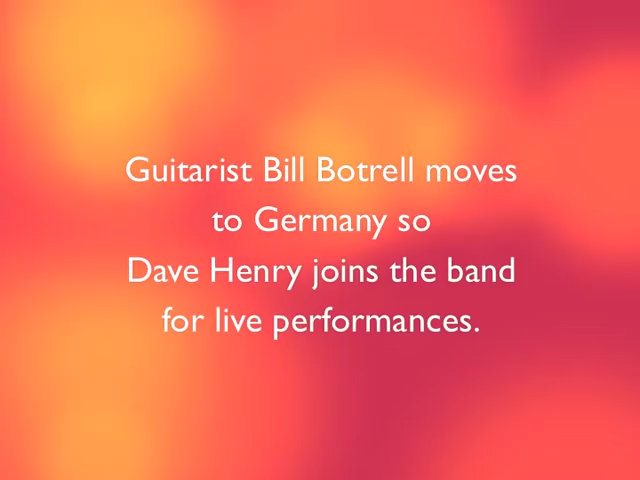 Guitarist Bill Botrell moves
to Germany so
Dave Henry joins the band
for live performances.